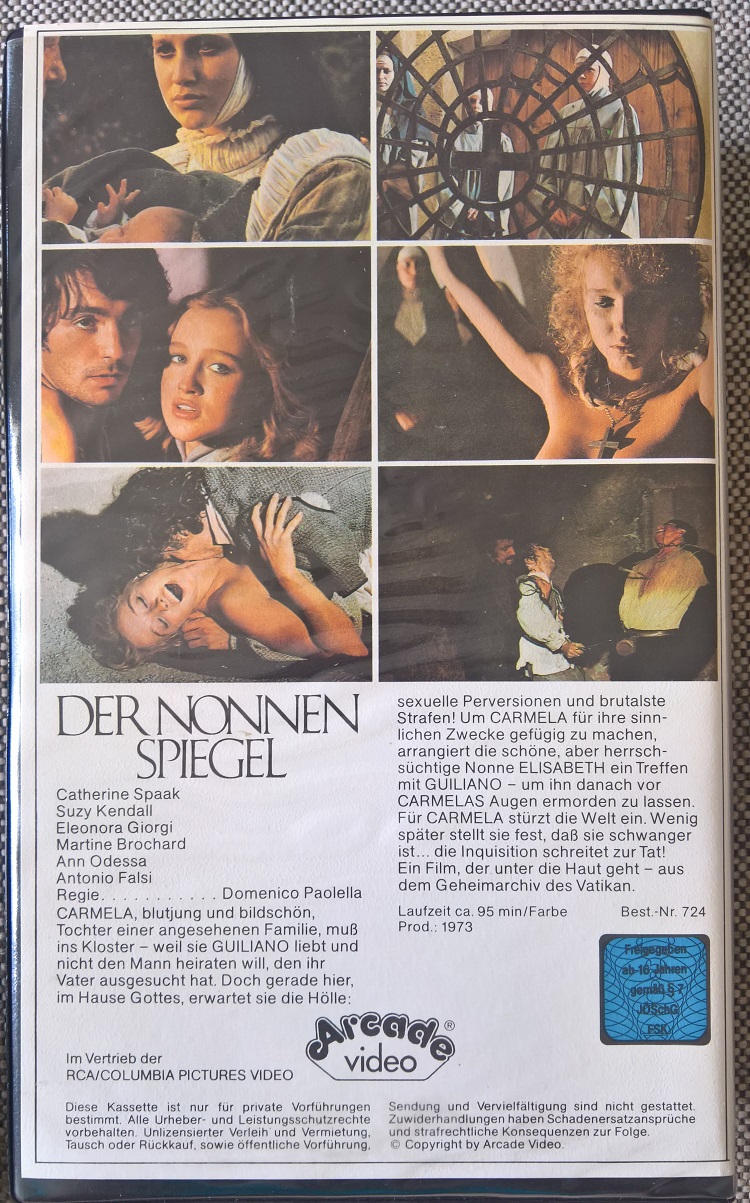 DER NONNEN
SPIEGEL
Catherine Spaak
Suzy Kendall
Eleonora Giorgi
Martine Brochard
Ann Odessa
Antonio Falsi
Regie. . . . . . . . . . . Domenico Paolella
CARMELA, blutjung und bildschön,
Tochter einer angesehenen Familie, muß
ins Kloster – weil sie GUILIANO liebt und
nicht den Mann heiraten will, den ihr
Vater ausgesucht hat. Doch gerade hier,
im Hause Gottes, erwartet sie die Hölle:
sexuelle Perversionen und brutalste
Strafen! Um CARMELA für ihre sinn-
lichen Zwecke gefügig zu machen,
arrangiert die schöne, aber herrsch-
süchtige Nonne ELISABETH ein Treffen
mit GUILIANO – um ihn danach vor
CARMELAS Augen ermorden zu lassen.
Für CARMELA stürzt die Welt ein. Wenig
später stellt sie fest, daß sie schwanger
ist... die Inquisition schreitet zur Tat!
Ein Film, der unter die Haut geht – aus
dem Geheimarchiv des Vatikan.
Laufzeit ca. 95 min/Farbe Best.-Nr. 724
Prod.: 1973
Freigegeben
ab 16 Jahren
gemäß § 7
JÖSchG
FSK
Im Vertrieb der
RCA/COLUMBIA PICTURES VIDEO
Arcade ®
video
Diese Kassette ist nur für private Vorführungen
bestimmt. Alle Urheber- und Leistungsschutzrechte
vorbehalten. Unlizensierter Verleih und Vermietung,
Tausch oder Rückkauf, sowie öffentliche Vorführung,
Sendung und Vervielfältigung sind nicht gestattet.
Zuwiderhandlungen haben Schadenersatzansprüche
und strafrechtliche Konsequenzen zur Folge.
© Copyright by Arcade Video.